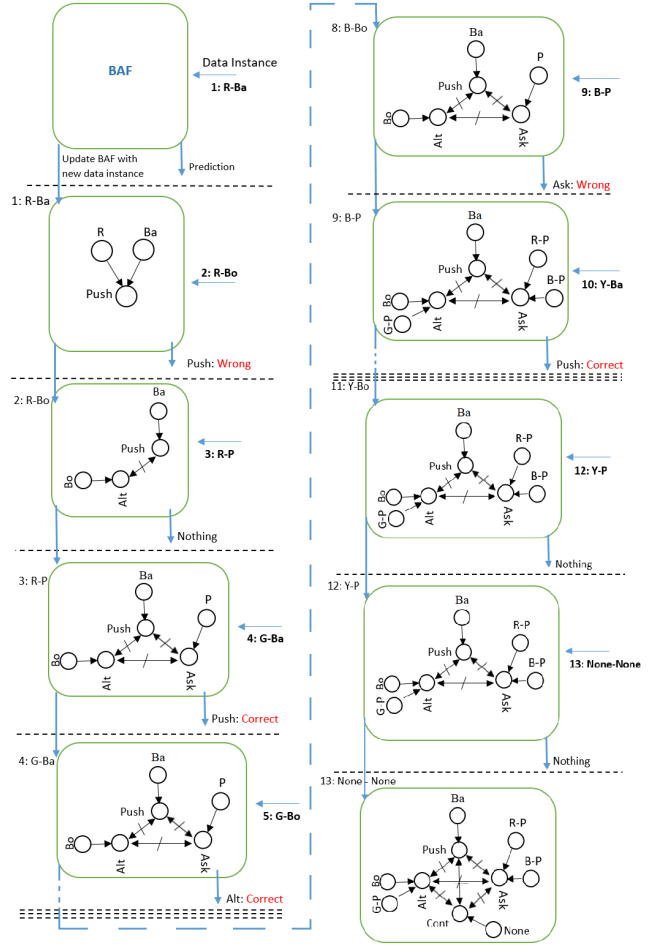 BAF
Data Instance
1: R-Ba
Update BAF with
new data instance
Prediction
1: R-Ba
R
Ba
Push
2: R-Bo
Push: Wrong
2: R-Bo
Ba
Push
Bo
Alt
3: R-P
Nothing
3: R-P
Ba
P
Push
Bo
Alt
Ask
4: G-Ba
Push: Correct
4: G-Ba
Ba
P
Push
Bo
Alt
Ask
5: G-Bo
Alt: Correct
8: B-Bo
Ba
P
Push
Bo
Alt
Ask
9: B-P
Ask: Wrong
9: B-P
Ba
R-P
Push
B-P
Bo
G-P
Alt
Ask
10: Y-Ba
Push: Correct
11: Y-Bo
Ba
R-P
Push
B-P
Bo
G-P
Alt
Ask
12: Y-P
Nothing
12: Y-P
Ba
R-P
Push
B-P
Bo
G-P
Alt
Ask
13: None-None
Nothing
13: None - None
Ba
R-P
Push
B-P
Bo
G-P
Alt
Ask
Cont
None